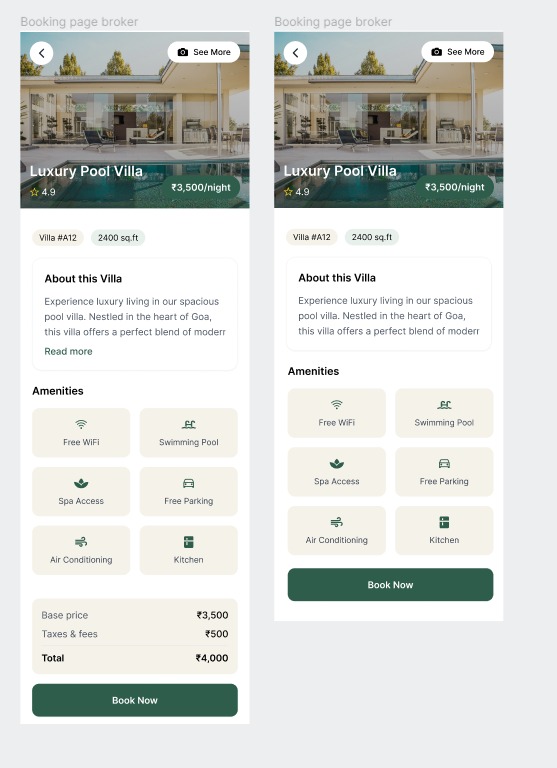 Booking page broker
See More
Luxury Pool Villa
4.9
₹3,500/night
Villa #A12
2400 sq.ft
About this Villa
Experience luxury living in our spacious
pool villa. Nestled in the heart of Goa,
this villa offers a perfect blend of modern
Read more
Amenities
Free WiFi
Swimming Pool
Spa Access
Free Parking
Air Conditioning
Kitchen
Base price ₹3,500
Taxes & fees ₹500
Total ₹4,000
Book Now
Booking page broker
See More
Luxury Pool Villa
4.9
₹3,500/night
Villa #A12
2400 sq.ft
About this Villa
Experience luxury living in our spacious
pool villa. Nestled in the heart of Goa,
this villa offers a perfect blend of modern
Amenities
Free WiFi
Swimming Pool
Spa Access
Free Parking
Air Conditioning
Kitchen
Book Now